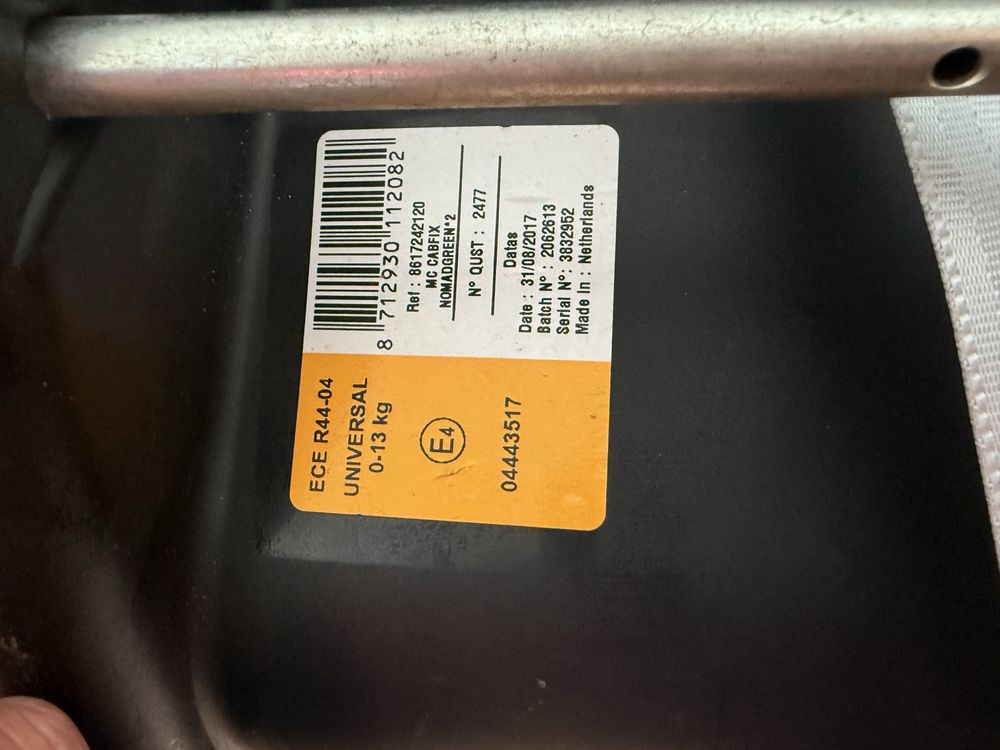 ECE R44-04
UNIVERSAL
0-13 kg
E4
04443517
8 712930 112082
Ref : 8617242120
MC CABFIX
NOMADGREEN*2
N° QUST : 2477
Datas
Date : 31/08/2017
Batch N° : 2062613
Serial N°: 3832952
Made In : Netherlands